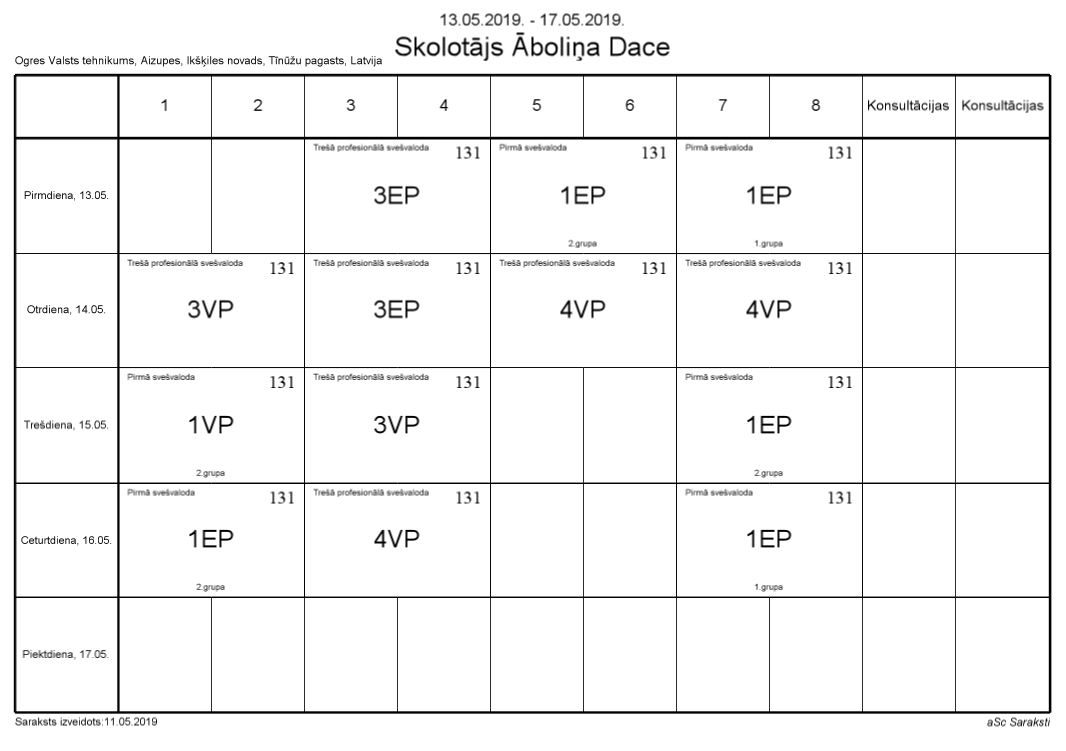 13.05.2019. - 17.05.2019.
Skolotājs Āboliņa Dace
Ogres Valsts tehnikums, Aizupes, Ikšķiles novads, Tīnūžu pagasts, Latvija
1 2 3 4 5 6 7 8 Konsultācijas Konsultācijas
Trešā profesionālā svešvaloda 131 Pirmā svešvaloda 131 Pirmā svešvaloda 131
Pirmdiena, 13.05. 3EP 1EP 1EP
2.grupa 1.grupa
Trešā profesionālā svešvaloda 131 Trešā profesionālā svešvaloda 131 Trešā profesionālā svešvaloda 131 Trešā profesionālā svešvaloda 131
Otrdiena, 14.05. 3VP 3EP 4VP 4VP
Pirmā svešvaloda 131 Trešā profesionālā svešvaloda 131 Pirmā svešvaloda 131
Trešdiena, 15.05. 1VP 3VP 1EP
2.grupa 2.grupa
Pirmā svešvaloda 131 Trešā profesionālā svešvaloda 131 Pirmā svešvaloda 131
Ceturtdiena, 16.05. 1EP 4VP 1EP
2.grupa 1.grupa
Piektdiena, 17.05.
Saraksts izveidots:11.05.2019 aSc Saraksti